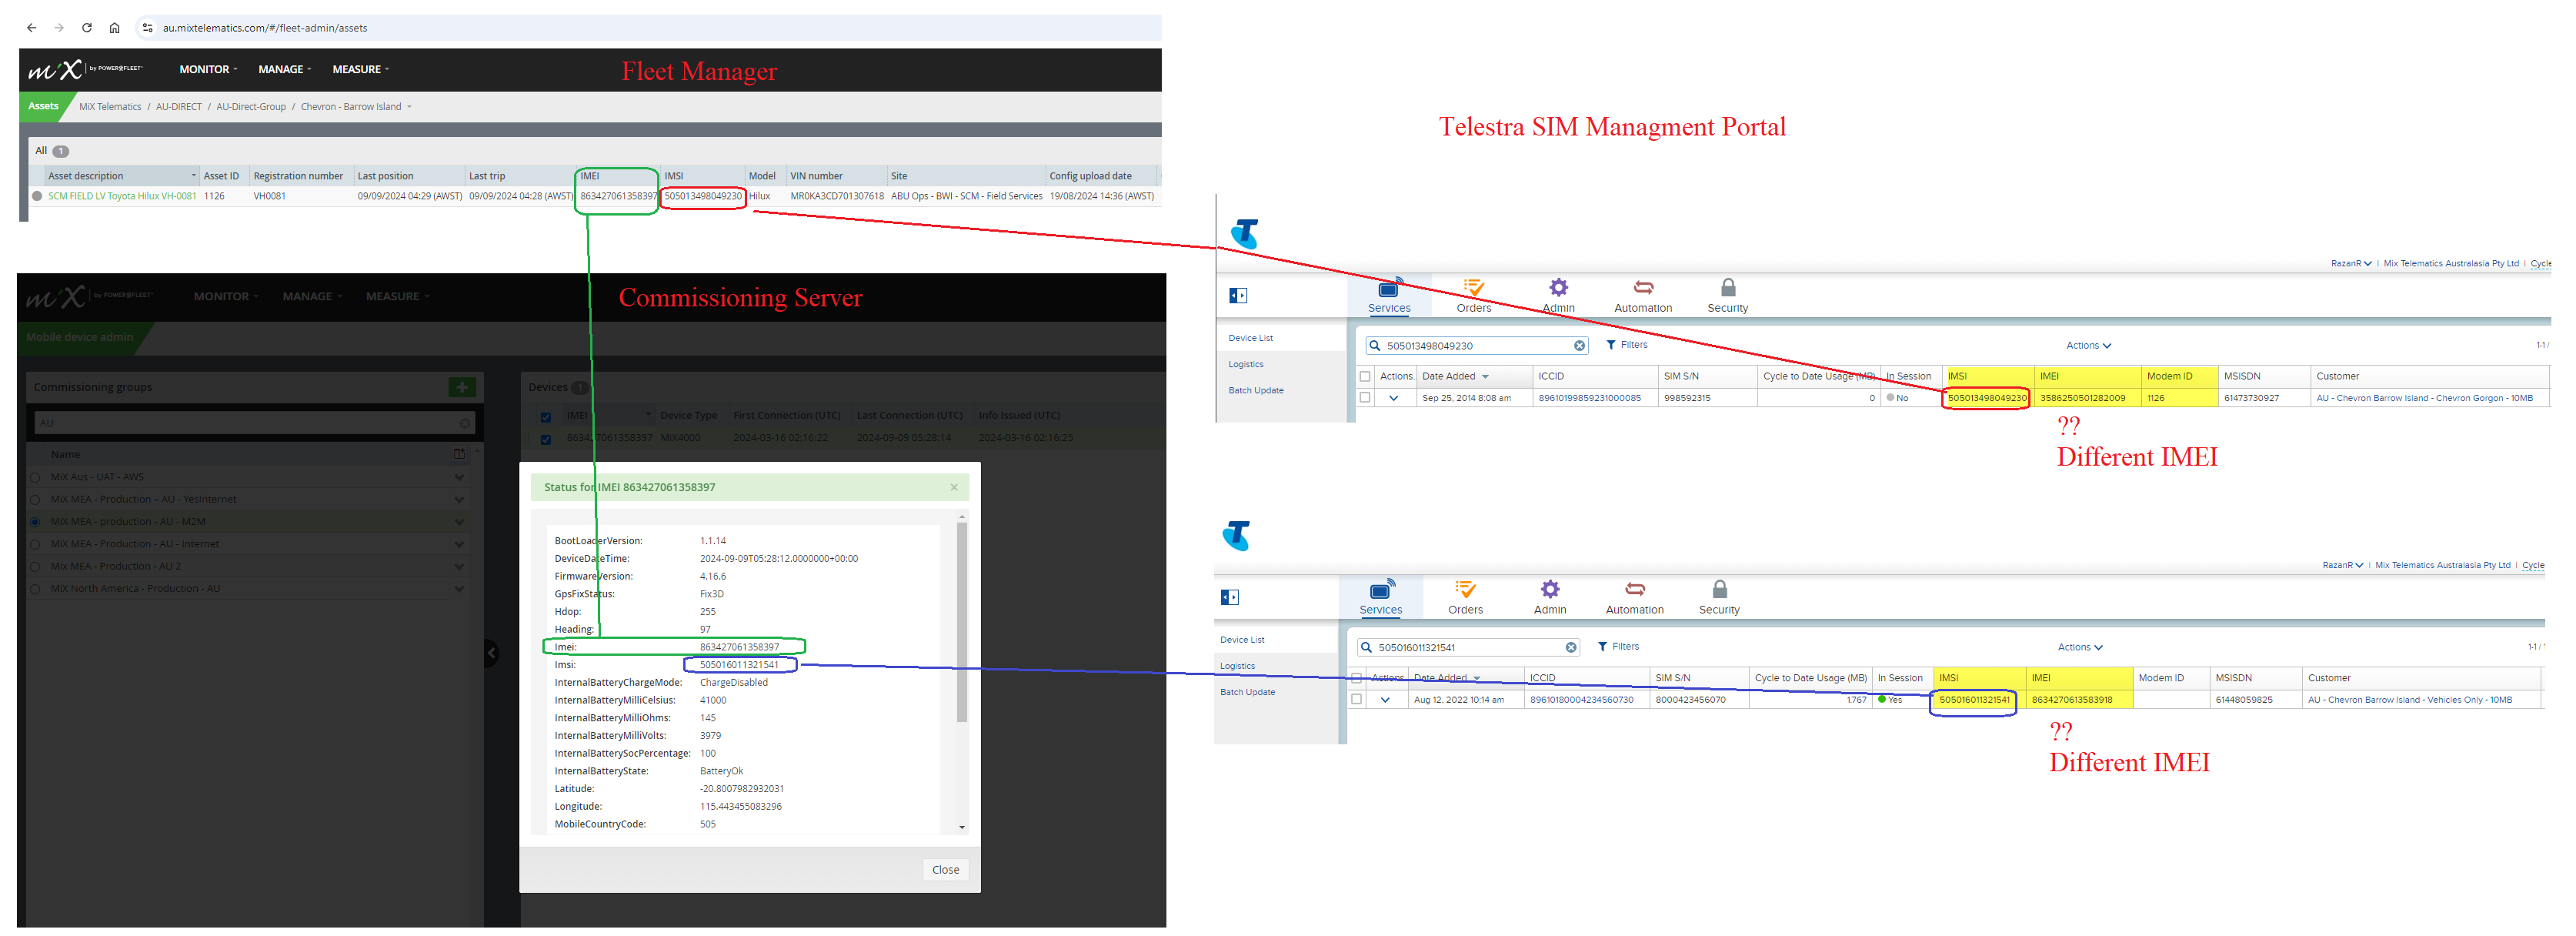 au.mixtelematics.com/#/fleet-admin/assets
miX by POWERFLEET MONITOR MANAGE MEASURE
Fleet Manager
Assets MiX Telematics / AU-DIRECT / AU-Direct-Group / Chevron - Barrow Island
All 1
Asset description Asset ID Registration number Last position Last trip IMEI IMSI Model VIN number Site Config upload date
SCM FIELD LV Toyota Hilux VH-0081 1126 VH0081 09/09/2024 04:29 (AWST) 09/09/2024 04:28 (AWST) 863427061358397 505013498049230 Hilux MR0KA3CD701307618 ABU Ops - BWI - SCM - Field Services 19/08/2024 14:36 (AWST)
miX by POWERFLEET MONITOR MANAGE MEASURE
Commissioning Server
Mobile device admin
Commissioning groups
AU
Name
MiX Aus - UAT - AWS
MiX MEA - Production – AU - YesInternet
MiX MEA - production - AU - M2M
MiX MEA - Production - AU - Internet
Mix MEA - Production - AU 2
MiX North America - Production - AU
Devices 1
IMEI Device Type First Connection (UTC) Last Connection (UTC) Info Issued (UTC)
863427061358397 MiX4000 2024-03-16 02:16:22 2024-09-09 05:28:14 2024-03-16 02:16:25
Status for IMEI 863427061358397
BootLoaderVersion: 1.1.14
DeviceDateTime: 2024-09-09T05:28:12.0000000+00:00
FirmwareVersion: 4.16.6
GpsFixStatus: Fix3D
Hdop: 255
Heading: 97
Imei: 863427061358397
Imsi: 505016011321541
InternalBatteryChargeMode: ChargeDisabled
InternalBatteryMilliCelsius: 41000
InternalBatteryMilliOhms: 145
InternalBatteryMilliVolts: 3979
InternalBatterySocPercentage: 100
InternalBatteryState: BatteryOk
Latitude: -20.8007982932031
Longitude: 115.443455083296
MobileCountryCode: 505
Close
Telestra SIM Managment Portal
RazanR | Mix Telematics Australasia Pty Ltd | Cycle
Services Orders Admin Automation Security
Device List
Logistics
Batch Update
505013498049230 Filters Actions 1-1 /
Actions. Date Added ICCID SIM S/N Cycle to Date Usage (MB) In Session IMSI IMEI Modem ID MSISDN Customer
Sep 25, 2014 8:08 am 89610199859231000085 998592315 0 No 505013498049230 3586250501282009 1126 61473730927 AU - Chevron Barrow Island - Chevron Gorgon - 10MB
??
Different IMEI
RazanR | Mix Telematics Australasia Pty Ltd | Cycle
Services Orders Admin Automation Security
Device List
Logistics
Batch Update
505016011321541 Filters Actions 1-1 /
Actions Date Added ICCID SIM S/N Cycle to Date Usage (MB) In Session IMSI IMEI Modem ID MSISDN Customer
Aug 12, 2022 10:14 am 89610180004234560730 8000423456070 1.767 Yes 505016011321541 8634270613583918 61448059825 AU - Chevron Barrow Island - Vehicles Only - 10MB
??
Different IMEI